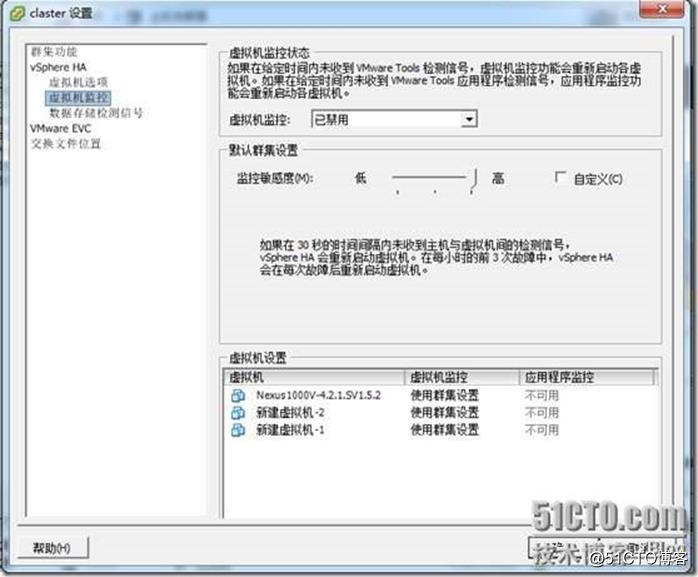 claster 设置
群集功能
vSphere HA
虚拟机选项
虚拟机监控
数据存储检测信号
VMware EVC
交换文件位置
虚拟机监控状态
如果在给定时间内未收到 VMware Tools 检测信号，虚拟机监控功能会重新启动各虚
拟机。如果在给定时间内未收到 VMware Tools 应用程序检测信号，应用程序监控功
能会重新启动各虚拟机。
虚拟机监控: 已禁用
默认群集设置
监控敏感度(M): 低 高 自定义(C)
如果在 30 秒的时间间隔内未收到主机与虚拟机间的检测信号，
vSphere HA 会重新启动虚拟机。在每小时的前 3 次故障中，vSphere HA
会在每次故障后重新启动虚拟机。
虚拟机设置
虚拟机 虚拟机监控 应用程序监控
Nexus1000V-4.2.1.SV1.5.2 使用群集设置 不可用
新建虚拟机-2 使用群集设置 不可用
新建虚拟机-1 使用群集设置 不可用
51CTO.com
技术博客
帮助(H)
@51CTO博客